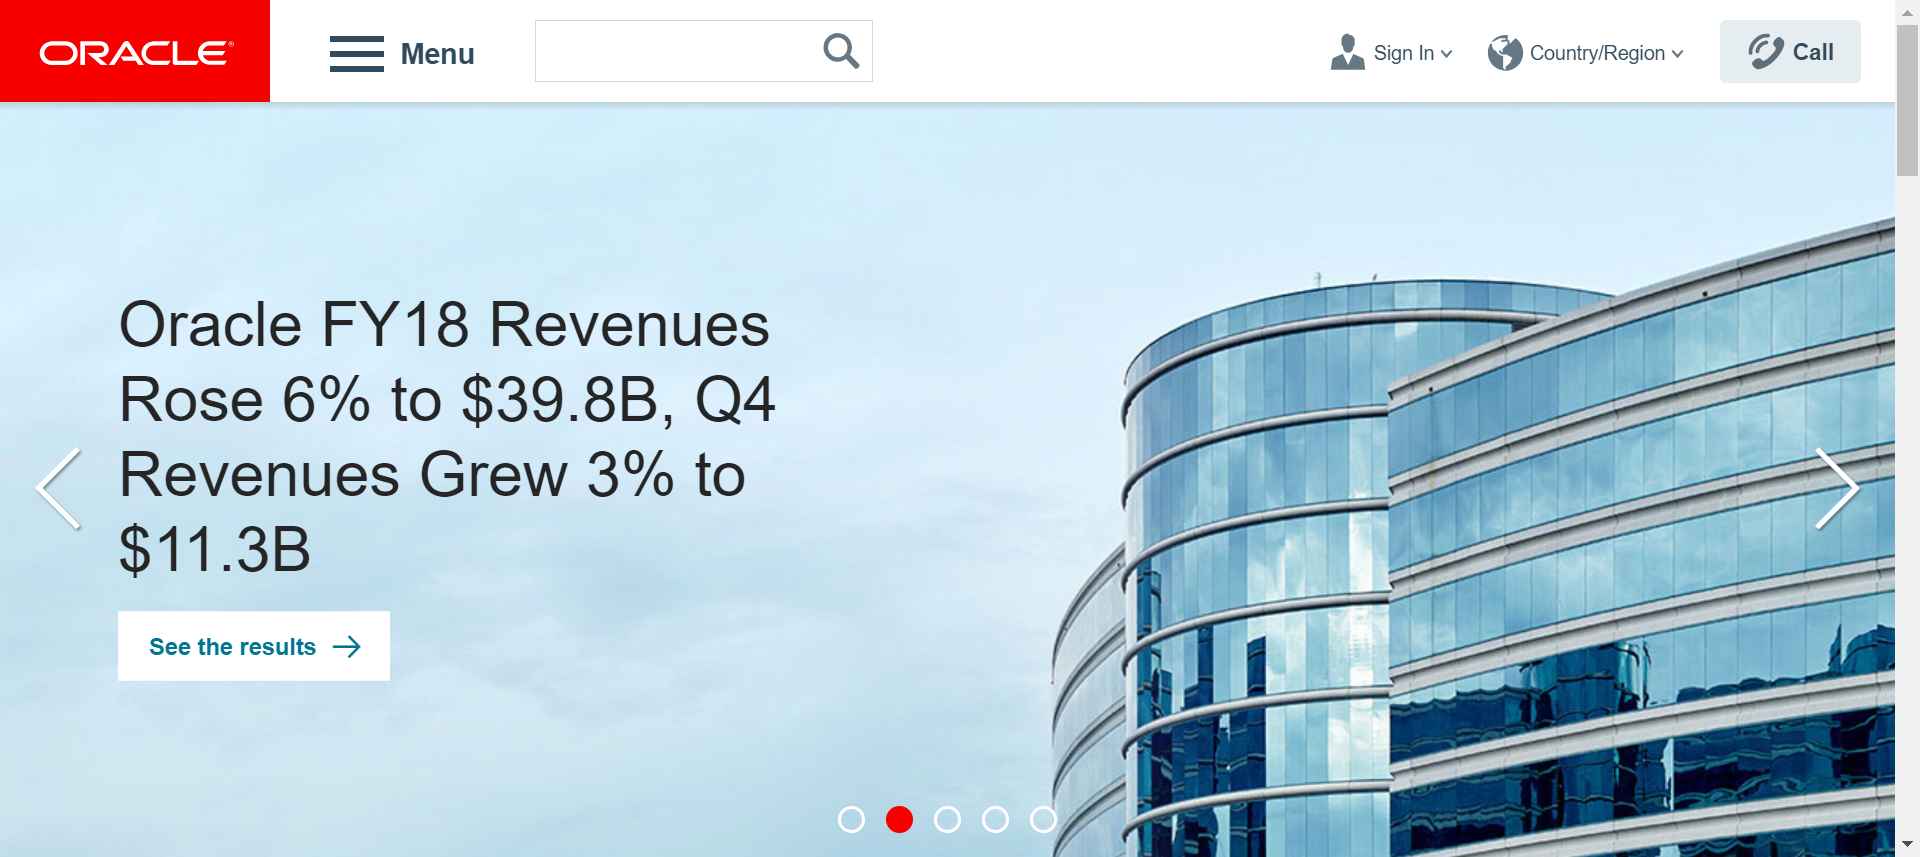 ORACLE®
Menu
Sign In
Country/Region
Call
Oracle FY18 Revenues
Rose 6% to $39.8B, Q4
Revenues Grew 3% to
$11.3B
See the results